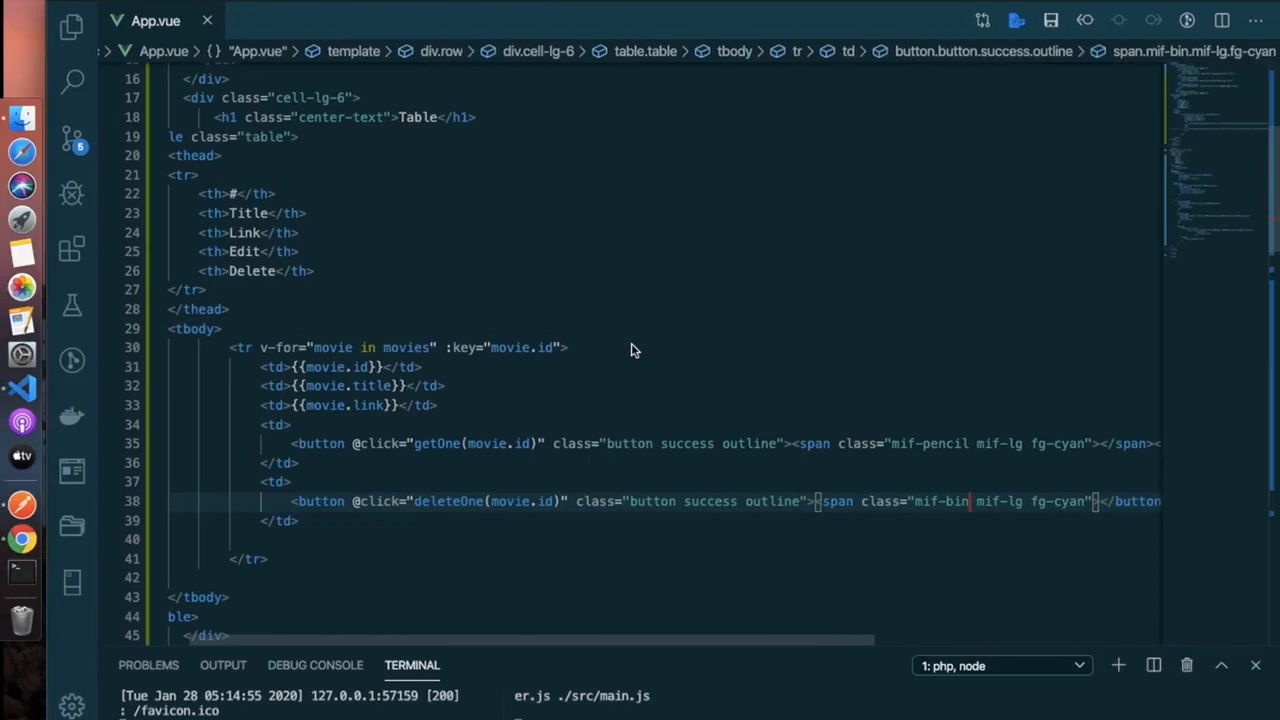 App.vue
App.vue {} "App.vue" template div.row div.cell-lg-6 table.table tbody tr td button.button.success.outline span.mif-bin.mif-lg.fg-cyan
16 </div>
17 <div class="cell-lg-6">
18 <h1 class="center-text">Table</h1>
19 le class="table">
20 <thead>
21 <tr>
22 <th>#</th>
23 <th>Title</th>
24 <th>Link</th>
25 <th>Edit</th>
26 <th>Delete</th>
27 </tr>
28 </thead>
29 <tbody>
30 <tr v-for="movie in movies" :key="movie.id">
31 <td>{{movie.id}}</td>
32 <td>{{movie.title}}</td>
33 <td>{{movie.link}}</td>
34 <td>
35 <button @click="getOne(movie.id)" class="button success outline"><span class="mif-pencil mif-lg fg-cyan"></span><
36 </td>
37 <td>
38 <button @click="deleteOne(movie.id)" class="button success outline"><span class="mif-bin mif-lg fg-cyan"></button
39 </td>
40
41 </tr>
42
43 </tbody>
44 ble>
45 </div>
5
tv
PROBLEMS OUTPUT DEBUG CONSOLE TERMINAL 1: php, node
[Tue Jan 28 05:14:55 2020] 127.0.0.1:57159 [200]
: /favicon.ico
er.js ./src/main.js